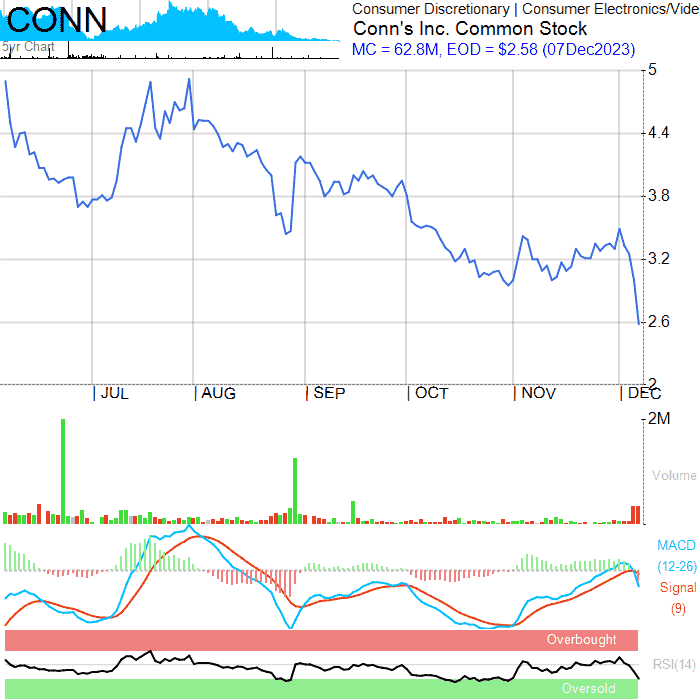 CONN
5yr Chart
Consumer Discretionary | Consumer Electronics/Vide
Conn's Inc. Common Stock
MC = 62.8M, EOD = $2.58 (07Dec2023)
5
4.4
3.8
3.2
2.6
2
JUL AUG SEP OCT NOV DEC
2M
Volume
MACD
(12-26)
Signal
(9)
Overbought
RSI(14)
Oversold